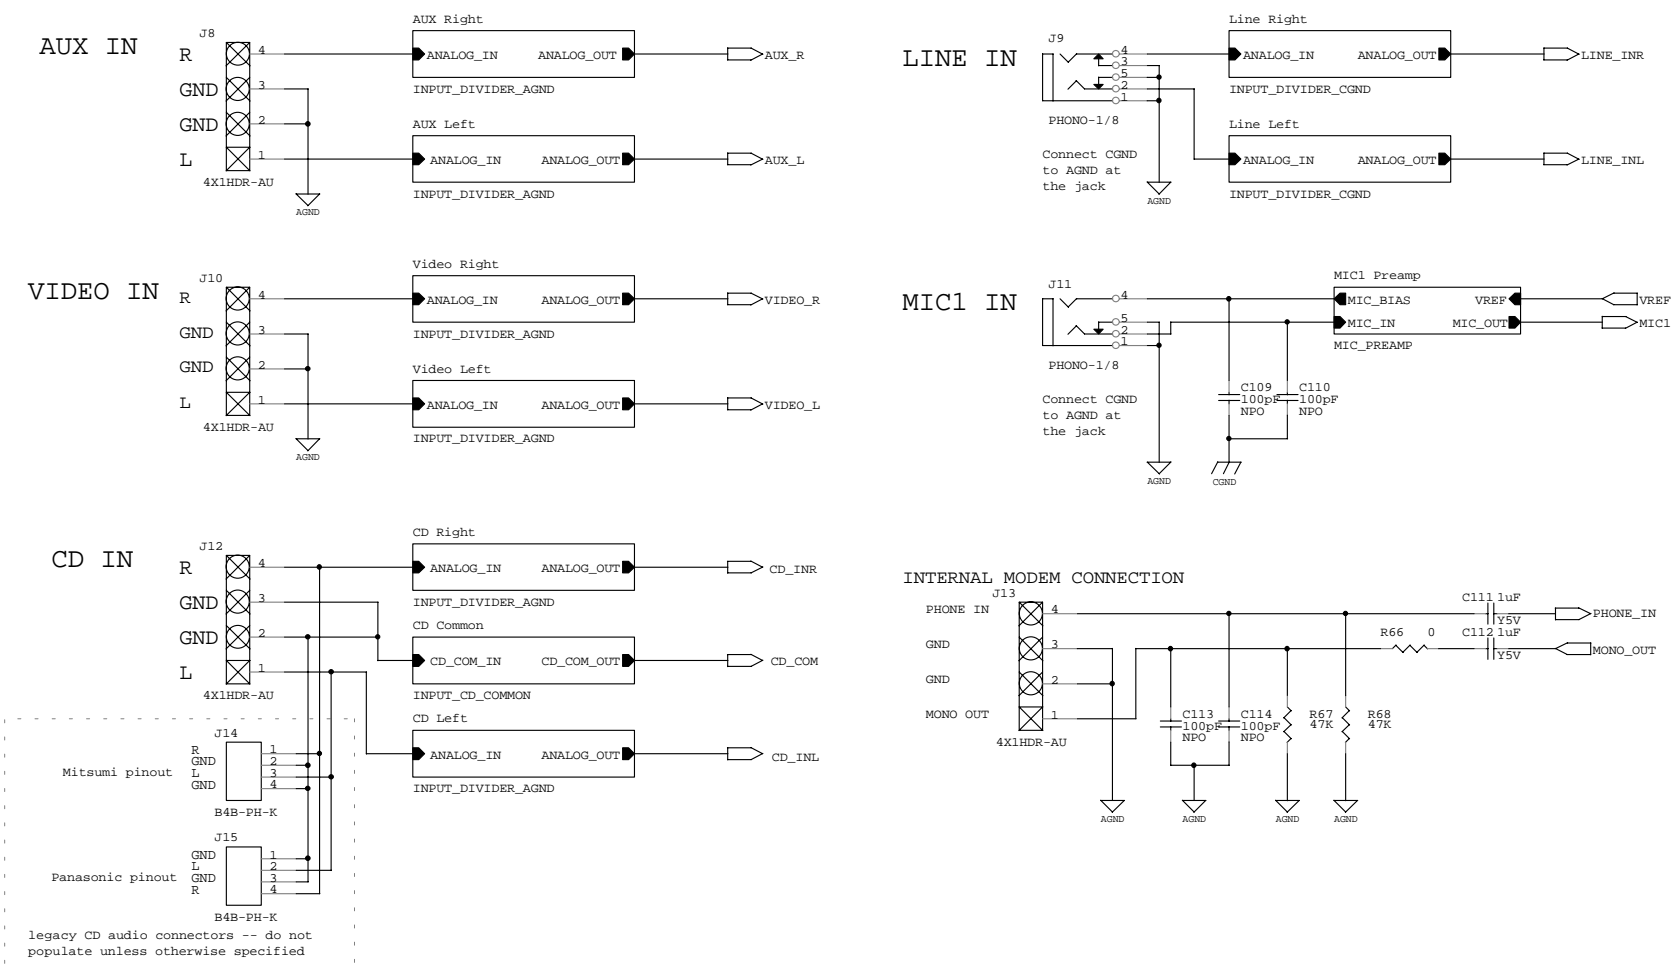 AUX IN
J8
R
GND
GND
L
4
3
2
1
4X1HDR-AU
AGND
AUX Right
ANALOG_IN ANALOG_OUT
INPUT_DIVIDER_AGND
AUX_R
AUX Left
ANALOG_IN ANALOG_OUT
INPUT_DIVIDER_AGND
AUX_L
LINE IN
J9
4
3
5
2
1
PHONO-1/8
Connect CGND
to AGND at
the jack
AGND
Line Right
ANALOG_IN ANALOG_OUT
INPUT_DIVIDER_CGND
LINE_INR
Line Left
ANALOG_IN ANALOG_OUT
INPUT_DIVIDER_CGND
LINE_INL
VIDEO IN
J10
R
GND
GND
L
4
3
2
1
4X1HDR-AU
AGND
Video Right
ANALOG_IN ANALOG_OUT
INPUT_DIVIDER_AGND
VIDEO_R
Video Left
ANALOG_IN ANALOG_OUT
INPUT_DIVIDER_AGND
VIDEO_L
MIC1 IN
J11
4
5
2
1
PHONO-1/8
Connect CGND
to AGND at
the jack
AGND
MIC1 Preamp
MIC_BIAS VREF
MIC_IN MIC_OUT
MIC_PREAMP
VREF
MIC1
C109
100pF
NPO
C110
100pF
NPO
CGND
CD IN
J12
R
GND
GND
L
4
3
2
1
4X1HDR-AU
CD Right
ANALOG_IN ANALOG_OUT
INPUT_DIVIDER_AGND
CD_INR
CD Common
CD_COM_IN CD_COM_OUT
INPUT_CD_COMMON
CD_COM
CD Left
ANALOG_IN ANALOG_OUT
INPUT_DIVIDER_AGND
CD_INL
J14
Mitsumi pinout
R 1
GND 2
L 3
GND 4
B4B-PH-K
J15
Panasonic pinout
GND 1
L 2
GND 3
R 4
B4B-PH-K
legacy CD audio connectors -- do not
populate unless otherwise specified
INTERNAL MODEM CONNECTION
J13
PHONE IN
GND
GND
MONO OUT
4
3
2
1
4X1HDR-AU
C111 1uF
Y5V
PHONE_IN
R66 0
C112 1uF
Y5V
MONO_OUT
C113
100pF
NPO
C114
100pF
NPO
R67
47K
R68
47K
AGND
AGND
AGND
AGND